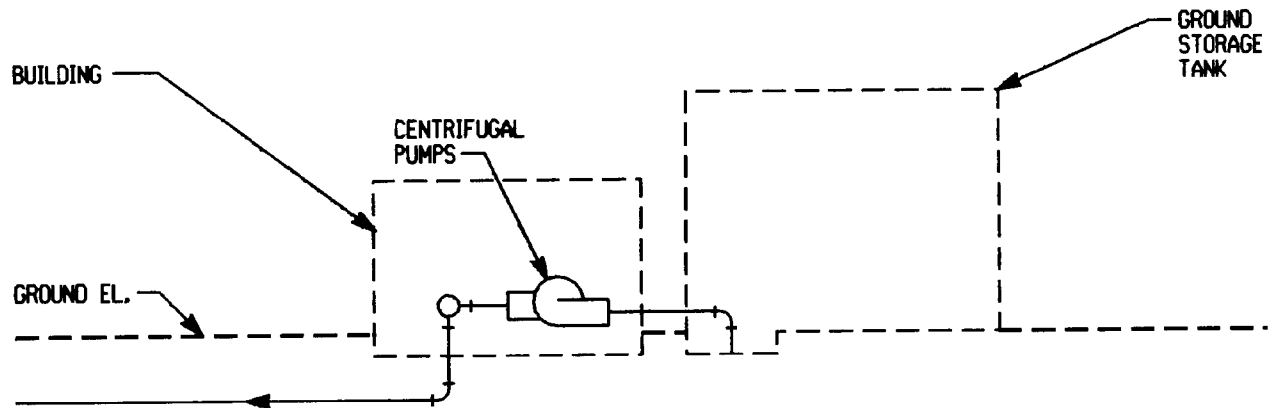 GROUND
STORAGE
TANK
BUILDING
CENTRIFUGAL
PUMPS
GROUND EL.